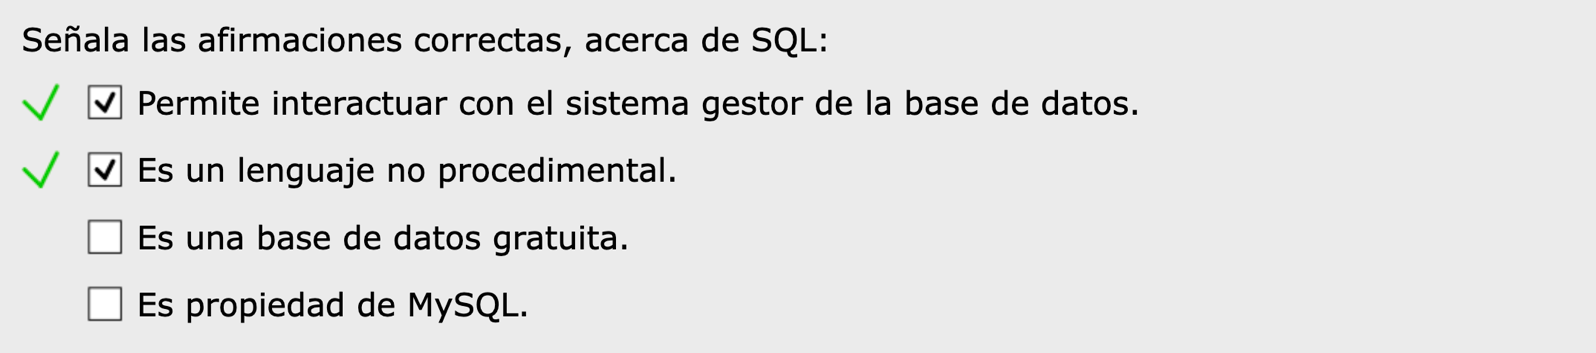 Señala las afirmaciones correctas, acerca de SQL:
Permite interactuar con el sistema gestor de la base de datos.
Es un lenguaje no procedimental.
Es una base de datos gratuita.
Es propiedad de MySQL.